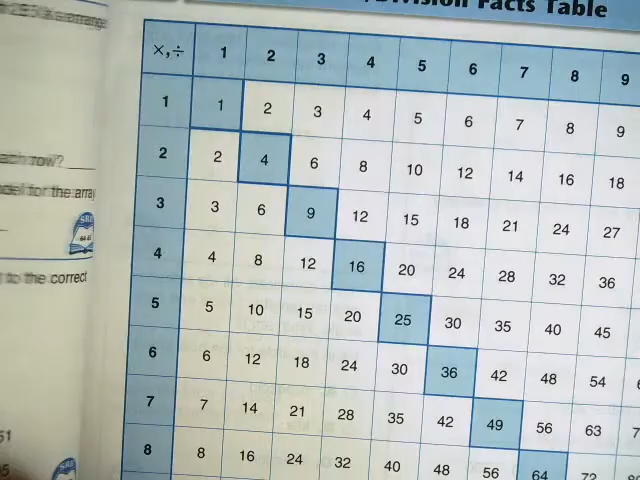 Division Facts Table
×,÷ 1 2 3 4 5 6 7 8 9
1 1 2 3 4 5 6 7 8 9
2 2 4 6 8 10 12 14 16 18
3 3 6 9 12 15 18 21 24 27
4 4 8 12 16 20 24 28 32 36
5 5 10 15 20 25 30 35 40 45
6 6 12 18 24 30 36 42 48 54
7 7 14 21 28 35 42 49 56 63
8 8 16 24 32 40 48 56 64 72
row?
for the array
SRB
to the correct
51